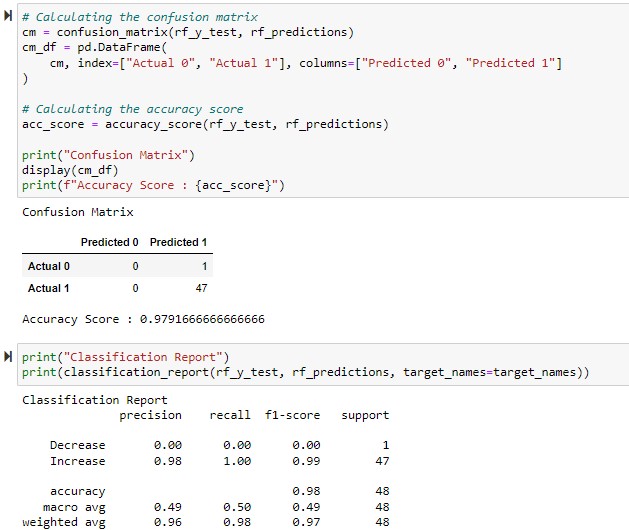 # Calculating the confusion matrix
cm = confusion_matrix(rf_y_test, rf_predictions)
cm_df = pd.DataFrame(
    cm, index=["Actual 0", "Actual 1"], columns=["Predicted 0", "Predicted 1"]
)
# Calculating the accuracy score
acc_score = accuracy_score(rf_y_test, rf_predictions)
print("Confusion Matrix")
display(cm_df)
print(f"Accuracy Score : {acc_score}")
Confusion Matrix
Predicted 0 Predicted 1
Actual 0 0 1
Actual 1 0 47
Accuracy Score : 0.9791666666666666
print("Classification Report")
print(classification_report(rf_y_test, rf_predictions, target_names=target_names))
Classification Report
precision recall f1-score support
Decrease 0.00 0.00 0.00 1
Increase 0.98 1.00 0.99 47
accuracy 0.98 48
macro avg 0.49 0.50 0.49 48
weighted avg 0.96 0.98 0.97 48